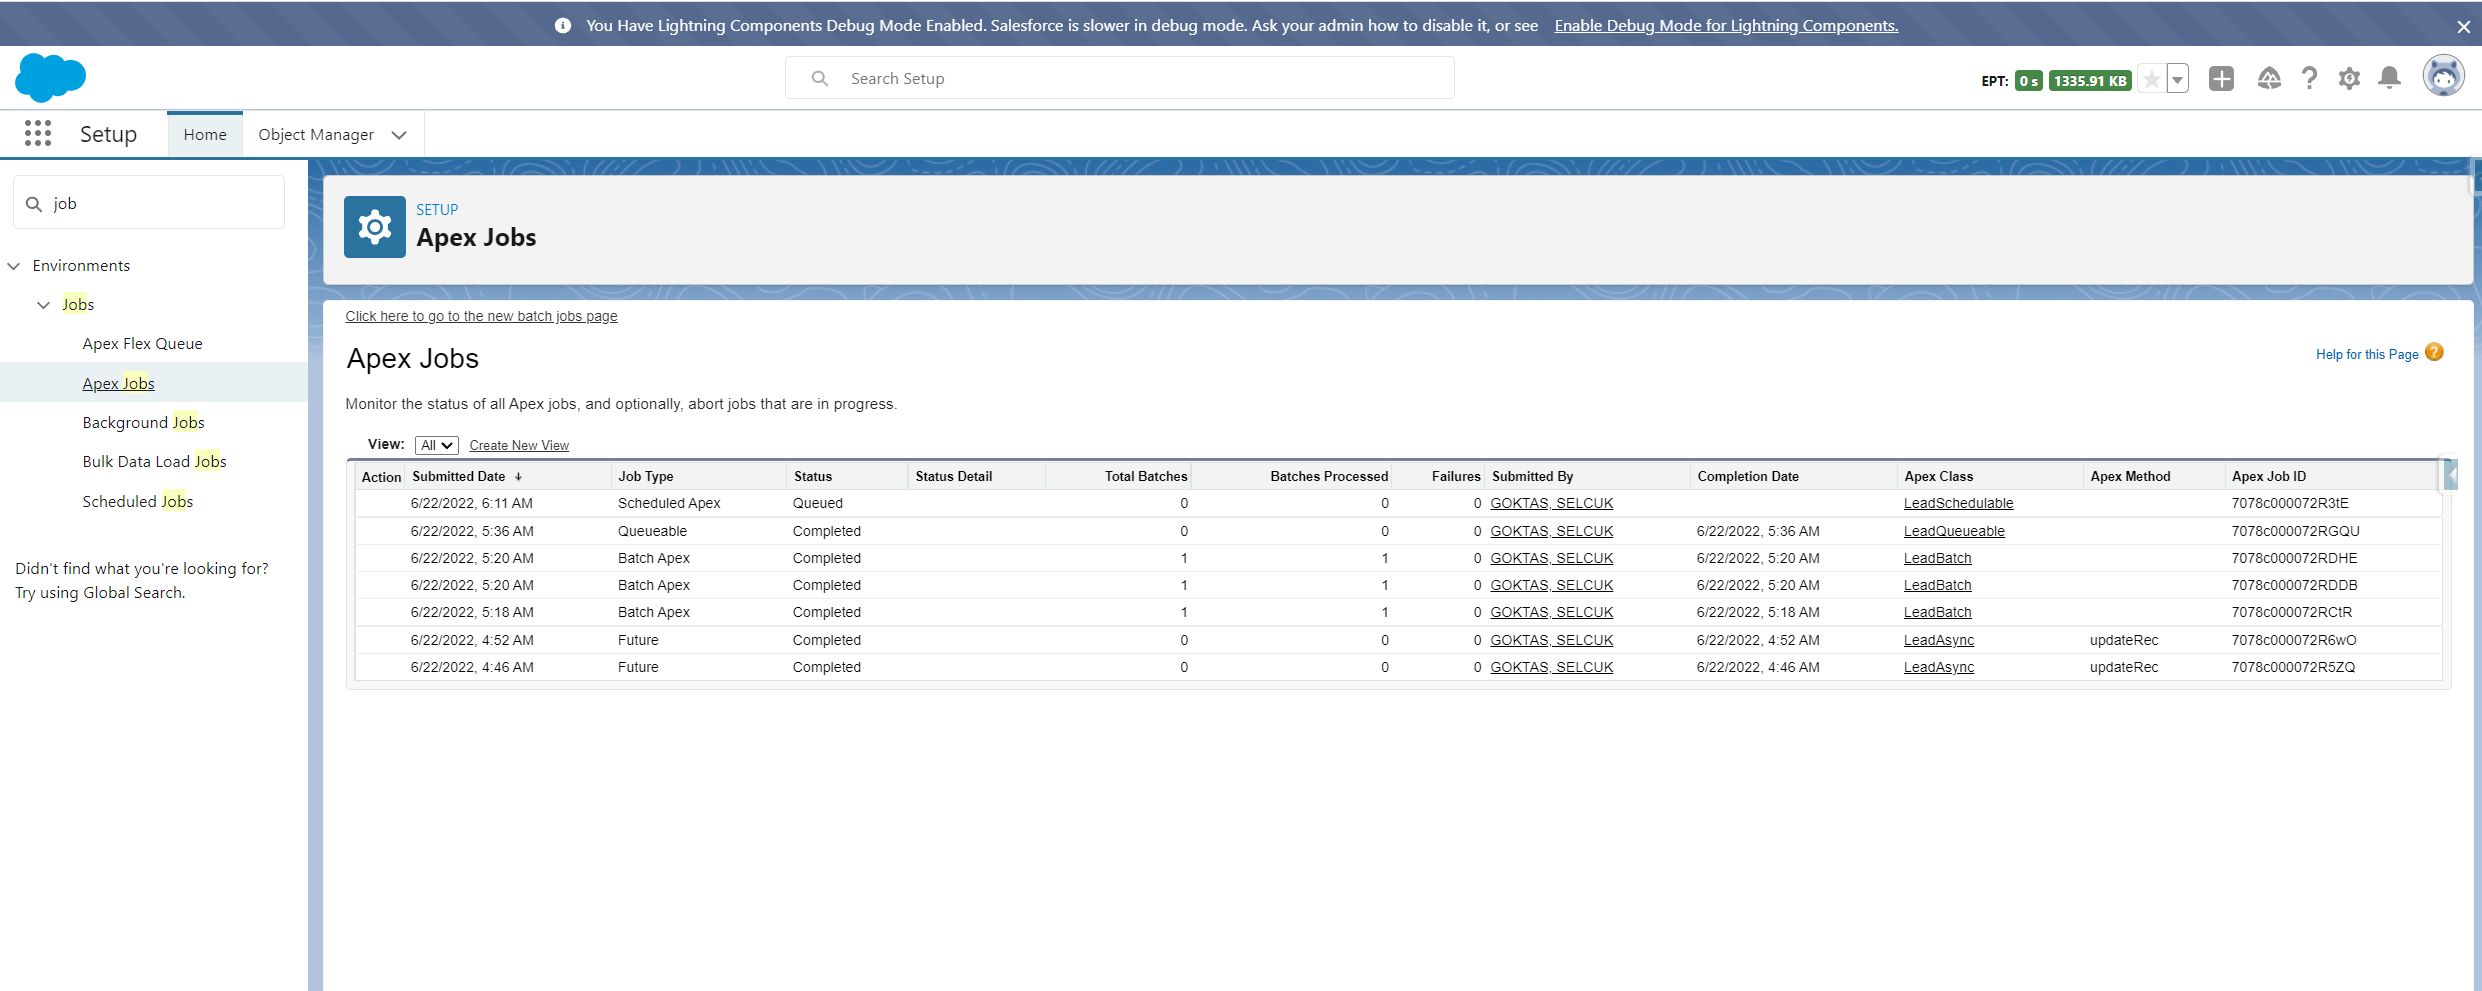 You Have Lightning Components Debug Mode Enabled. Salesforce is slower in debug mode. Ask your admin how to disable it, or see Enable Debug Mode for Lightning Components.
Search Setup
EPT: 0 s 1335.91 KB
Setup Home Object Manager
job
Environments
Jobs
Apex Flex Queue
Apex Jobs
Background Jobs
Bulk Data Load Jobs
Scheduled Jobs
Didn't find what you're looking for?
Try using Global Search.
SETUP
Apex Jobs
Click here to go to the new batch jobs page
Apex Jobs
Help for this Page ?
Monitor the status of all Apex jobs, and optionally, abort jobs that are in progress.
View: All Create New View
Action Submitted Date Job Type Status Status Detail Total Batches Batches Processed Failures Submitted By Completion Date Apex Class Apex Method Apex Job ID
6/22/2022, 6:11 AM Scheduled Apex Queued 0 0 0 GOKTAS, SELCUK LeadSchedulable 7078c000072R3tE
6/22/2022, 5:36 AM Queueable Completed 0 0 0 GOKTAS, SELCUK 6/22/2022, 5:36 AM LeadQueueable 7078c000072RGQU
6/22/2022, 5:20 AM Batch Apex Completed 1 1 0 GOKTAS, SELCUK 6/22/2022, 5:20 AM LeadBatch 7078c000072RDHE
6/22/2022, 5:20 AM Batch Apex Completed 1 1 0 GOKTAS, SELCUK 6/22/2022, 5:20 AM LeadBatch 7078c000072RDDB
6/22/2022, 5:18 AM Batch Apex Completed 1 1 0 GOKTAS, SELCUK 6/22/2022, 5:18 AM LeadBatch 7078c000072RCtR
6/22/2022, 4:52 AM Future Completed 0 0 0 GOKTAS, SELCUK 6/22/2022, 4:52 AM LeadAsync updateRec 7078c000072R6wO
6/22/2022, 4:46 AM Future Completed 0 0 0 GOKTAS, SELCUK 6/22/2022, 4:46 AM LeadAsync updateRec 7078c000072R5ZQ